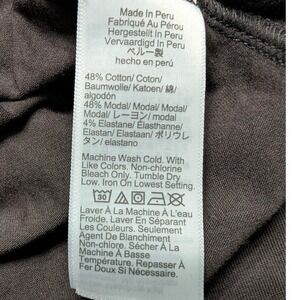 Made In Peru
Fabriqué Au Pérou
Hergestellt In Peru
Vervaardigd In Peru
ペルー製
hecho en perú
48% Cotton/ Coton/
Baumwolle/ Katoen/ 綿/
algodón
48% Modal/ Modal/ Modal/
Modal/ レーヨン/ modal
4% Elastane/ Élasthanne/
Elastan/ Elastaan/ ポリウレ
タン/ elastano
Machine Wash Cold. With
Like Colors. Non-chlorine
Bleach Only. Tumble Dry
Low. Iron On Lowest Setting.
30
Laver À La Machine À L'eau
Froide. Laver En Séparant
Les Couleurs. Seulement
Agent De Blanchiment
Non-chlore. Sécher À La
Machine À Basse
Température. Repasser À
Fer Doux Si Nécessaire.